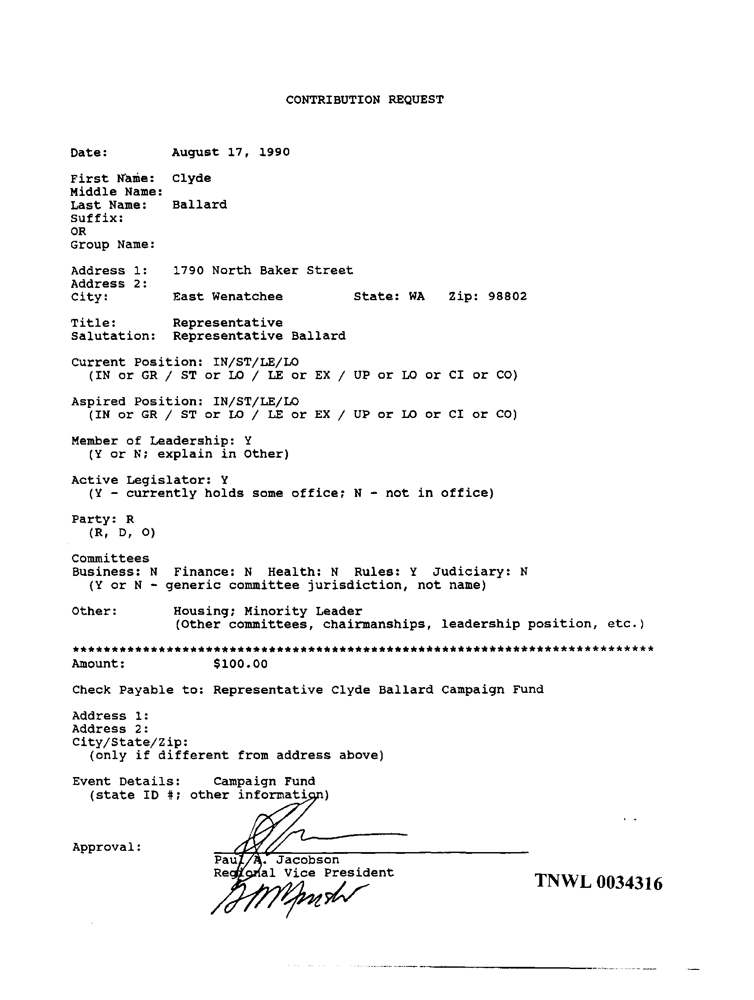 CONTRIBUTION REQUEST
Date: August 17, 1990
First Name: Clyde
Middle Name:
Last Name: Ballard
Suffix:
OR
Group Name:
Address 1: 1790 North Baker Street
Address 2:
City: East Wenatchee State: WA Zip: 98802
Title: Representative
Salutation: Representative Ballard
Current Position: IN/ST/LE/LO
(IN or GR / ST or LO / LE or EX / UP or LO or CI or CO)
Aspired Position: IN/ST/LE/LO
(IN or GR / ST or LO / LE or EX / UP or LO or CI or CO)
Member of Leadership: Y
(Y or N; explain in Other)
Active Legislator: Y
(Y - currently holds some office; N - not in office)
Party: R
(R, D, O)
Committees
Business: N Finance: N Health: N Rules: Y Judiciary: N
(Y or N - generic committee jurisdiction, not name)
Other: Housing; Minority Leader
(Other committees, chairmanships, leadership position, etc.)
**************************************************************************
Amount: $100.00
Check Payable to: Representative Clyde Ballard Campaign Fund
Address 1:
Address 2:
City/State/Zip:
(only if different from address above)
Event Details: Campaign Fund
(state ID #; other information)
Approval:
Paul A. Jacobson
Regional Vice President
TNWL 0034316